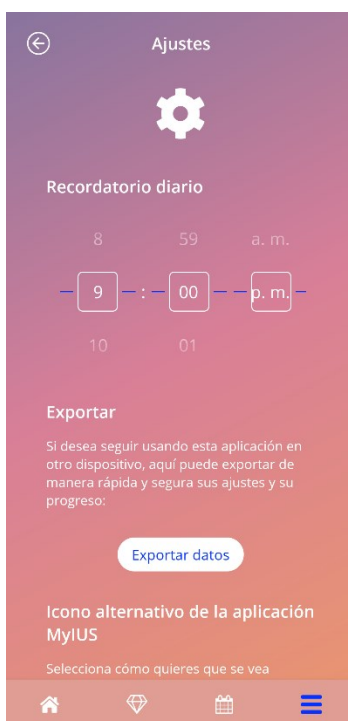 Ajustes
Recordatorio diario
8 59 a. m.
9 : 00 p. m.
10 01
Exportar
Si desea seguir usando esta aplicación en
otro dispositivo, aquí puede exportar de
manera rápida y segura sus ajustes y su
progreso:
Exportar datos
Icono alternativo de la aplicación
MyIUS
Selecciona cómo quieres que se vea